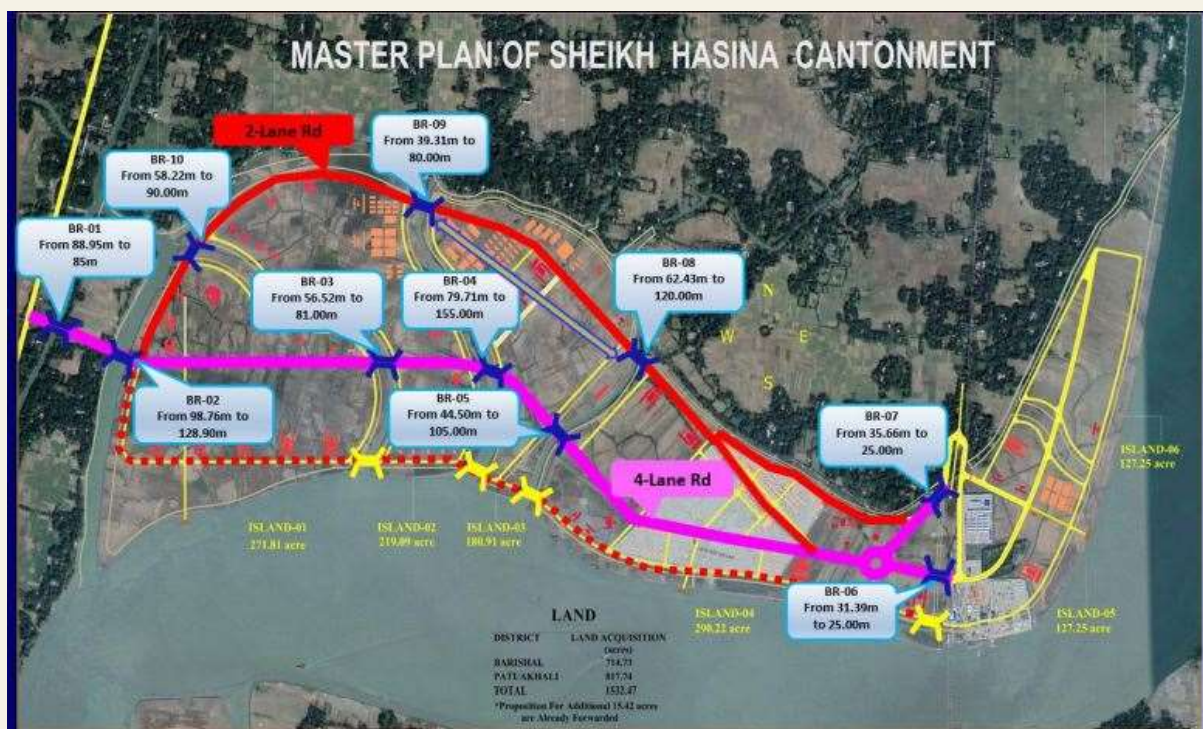 MASTER PLAN OF SHEIKH HASINA CANTONMENT
2-Lane Rd
BR-09
From 39.31m to
80.00m
BR-10
From 58.22m to
90.00m
BR-01
From 88.95m to
85m
BR-03
From 56.52m to
81.00m
BR-04
From 79.71m to
155.00m
BR-08
From 62.43m to
120.00m
N
W
E
S
BR-02
From 98.76m to
128.90m
BR-05
From 44.50m to
105.00m
BR-07
From 35.66m to
25.00m
4-Lane Rd
ISLAND-06
127.25 acre
ISLAND-01
271.81 acre
ISLAND-02
219.09 acre
ISLAND-03
180.91 acre
BR-06
From 31.39m
to 25.00m
ISLAND-04
290.21 acre
ISLAND-05
127.25 acre
LAND
DISTRICT LAND ACQUISITION
(acres)
BARISHAL 714.73
PATUAKHALI 817.74
TOTAL 1532.47
*Proposition For Additional 15.42 acres
are Already Forwarded